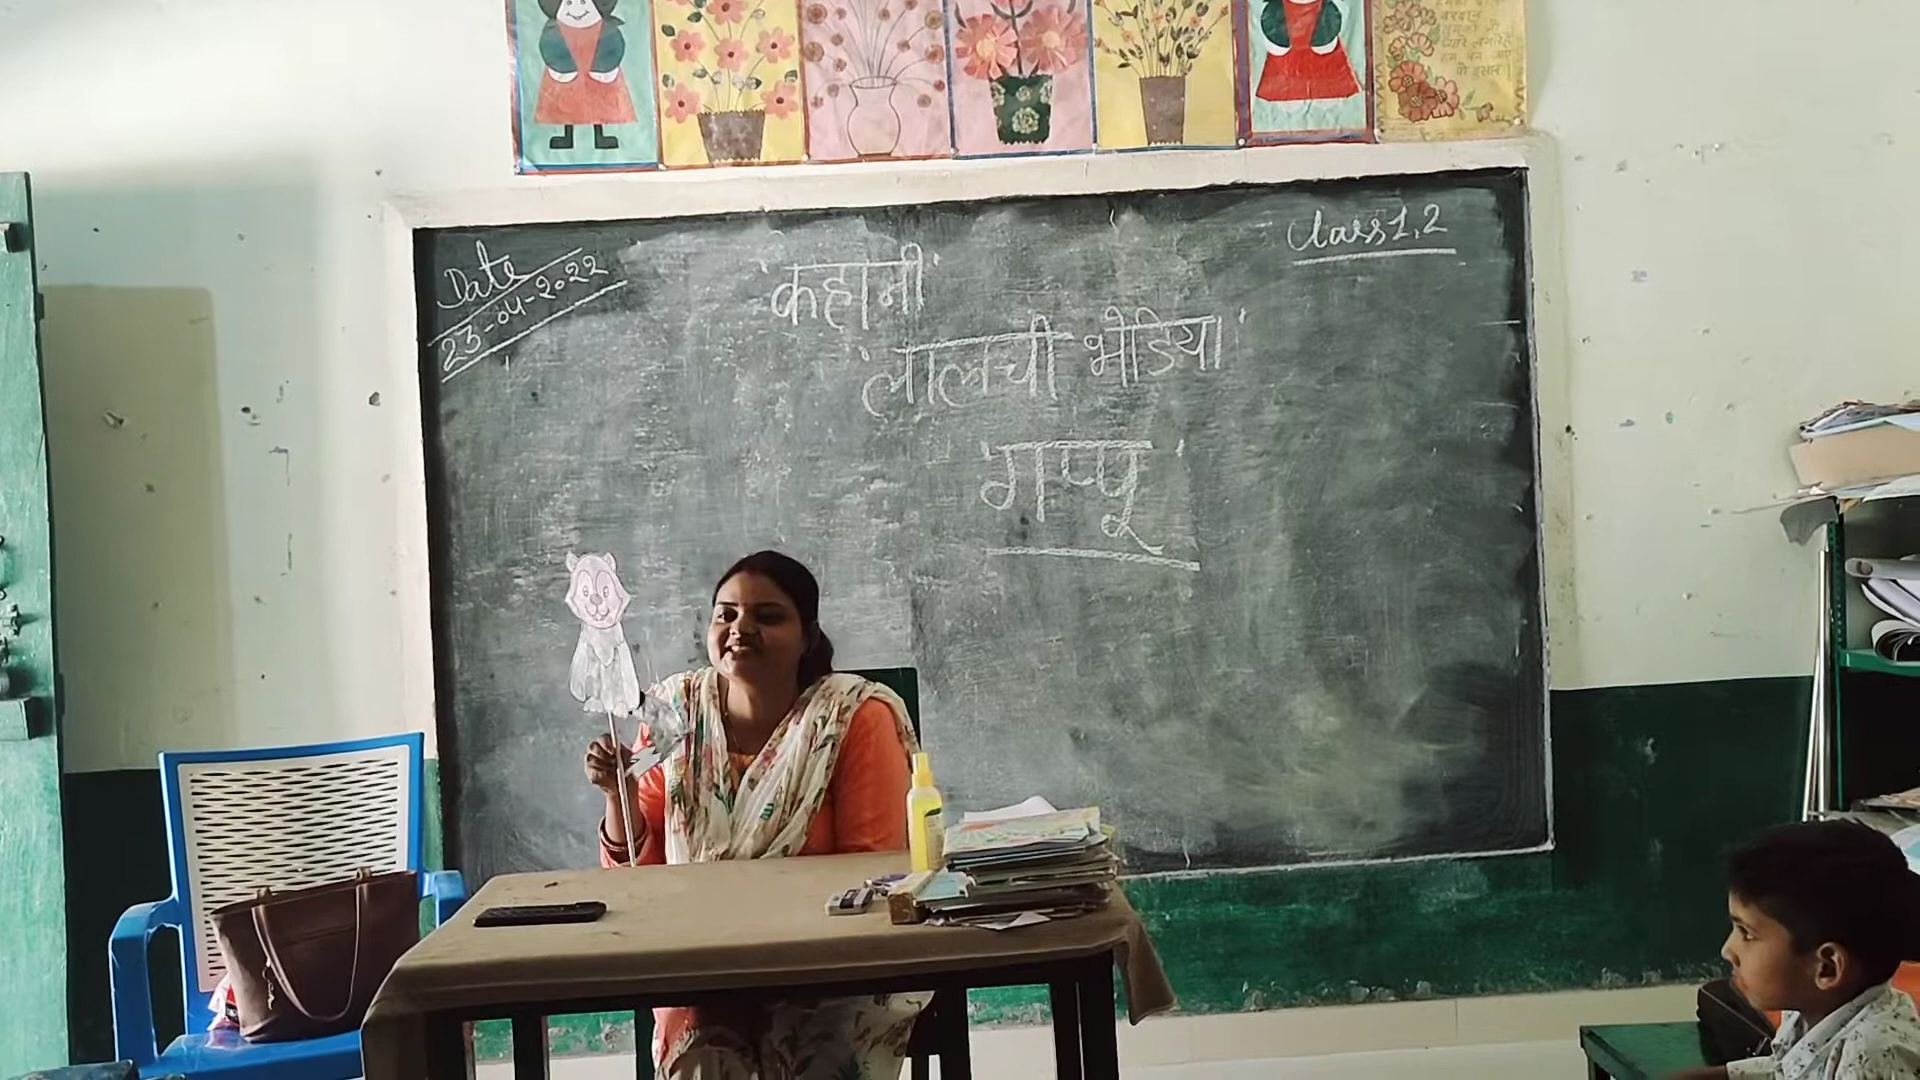 Date
23-04-2022
Class 1,2
'कहानी'
'लालची भेडिया'
'गप्पू'